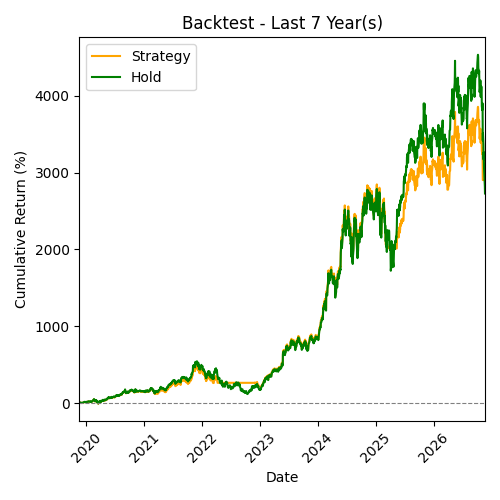 Backtest - Last 7 Year(s)
Strategy
Hold
Cumulative Return (%)
4000
3000
2000
1000
0
2020
2021
2022
2023
2024
2025
2026
Date